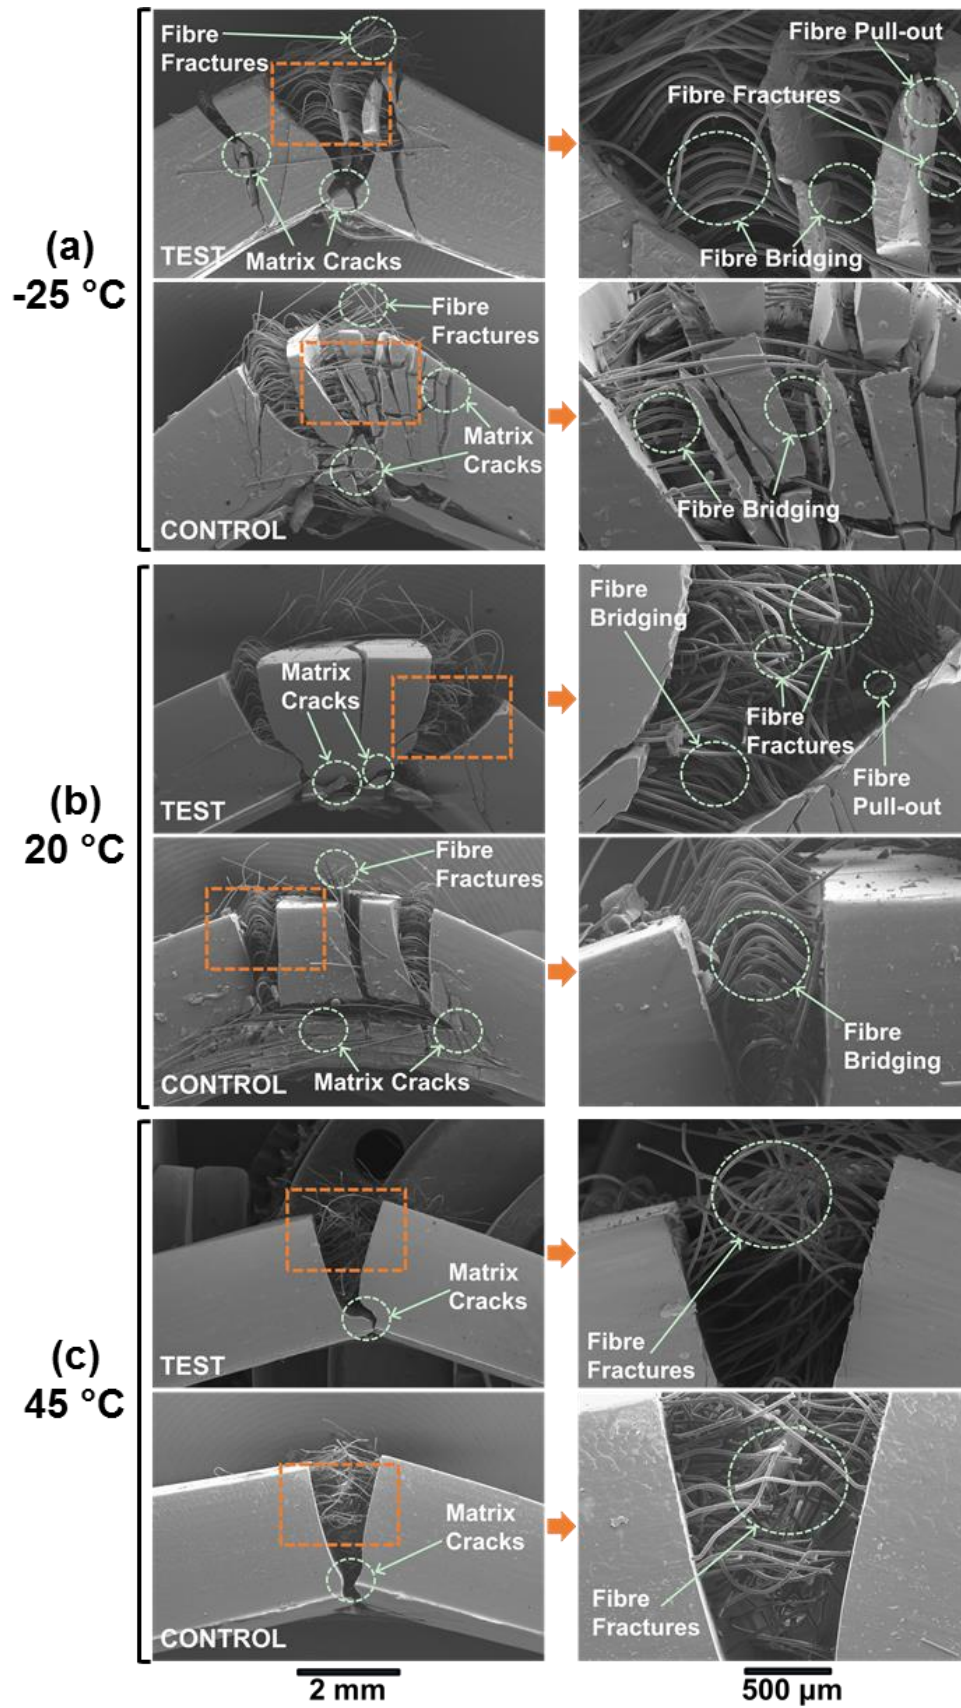 (a)
-25 °C
Fibre
Fractures
TEST
Matrix Cracks
Fibre Pull-out
Fibre Fractures
Fibre Bridging
Fibre
Fractures
Matrix
Cracks
CONTROL
Fibre Bridging
(b)
20 °C
Matrix
Cracks
TEST
Fibre
Bridging
Fibre
Fractures
Fibre
Pull-out
Fibre
Fractures
Matrix Cracks
CONTROL
Fibre
Bridging
(c)
45 °C
Matrix
Cracks
TEST
Fibre
Fractures
Matrix
Cracks
CONTROL
Fibre
Fractures
2 mm
500 μm